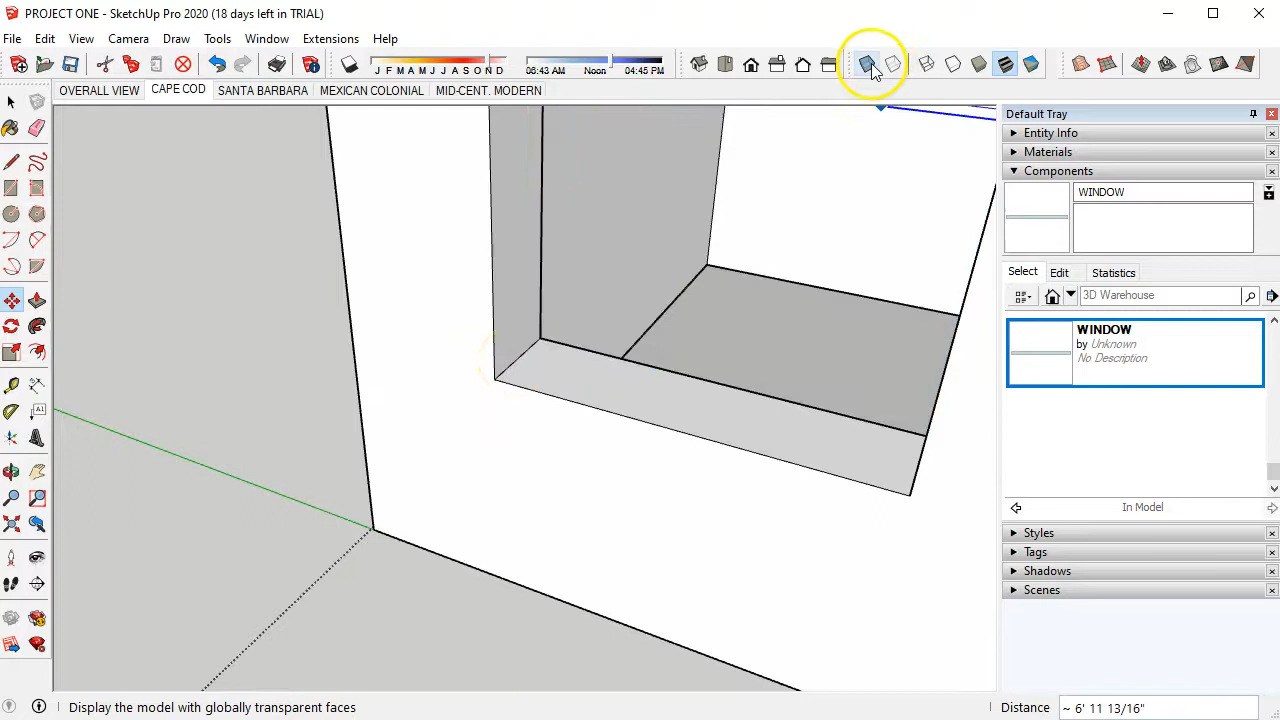 PROJECT ONE - SketchUp Pro 2020 (18 days left in TRIAL)
File Edit View Camera Draw Tools Window Extensions Help
J F M A M J J A S O N D 06:43 AM Noon 04:45 PM
OVERALL VIEW CAPE COD SANTA BARBARA MEXICAN COLONIAL MID-CENT. MODERN
Default Tray
Entity Info
Materials
Components
WINDOW
Select Edit Statistics
3D Warehouse
WINDOW
by Unknown
No Description
In Model
Styles
Tags
Shadows
Scenes
A1
Display the model with globally transparent faces
Distance ~ 6' 11 13/16"